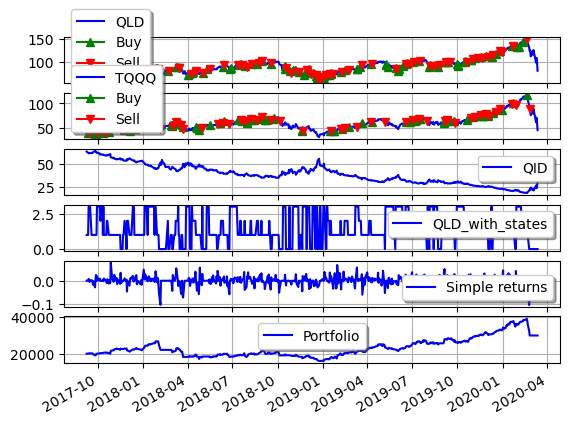 QLD
Buy
Sell
150
100
TQQQ
Buy
Sell
100
50
QID
50
25
QLD_with_states
2.5
0.0
Simple returns
0.0
−0.1
Portfolio
40000
20000
2017-10
2018-01
2018-04
2018-07
2018-10
2019-01
2019-04
2019-07
2019-10
2020-01
2020-04